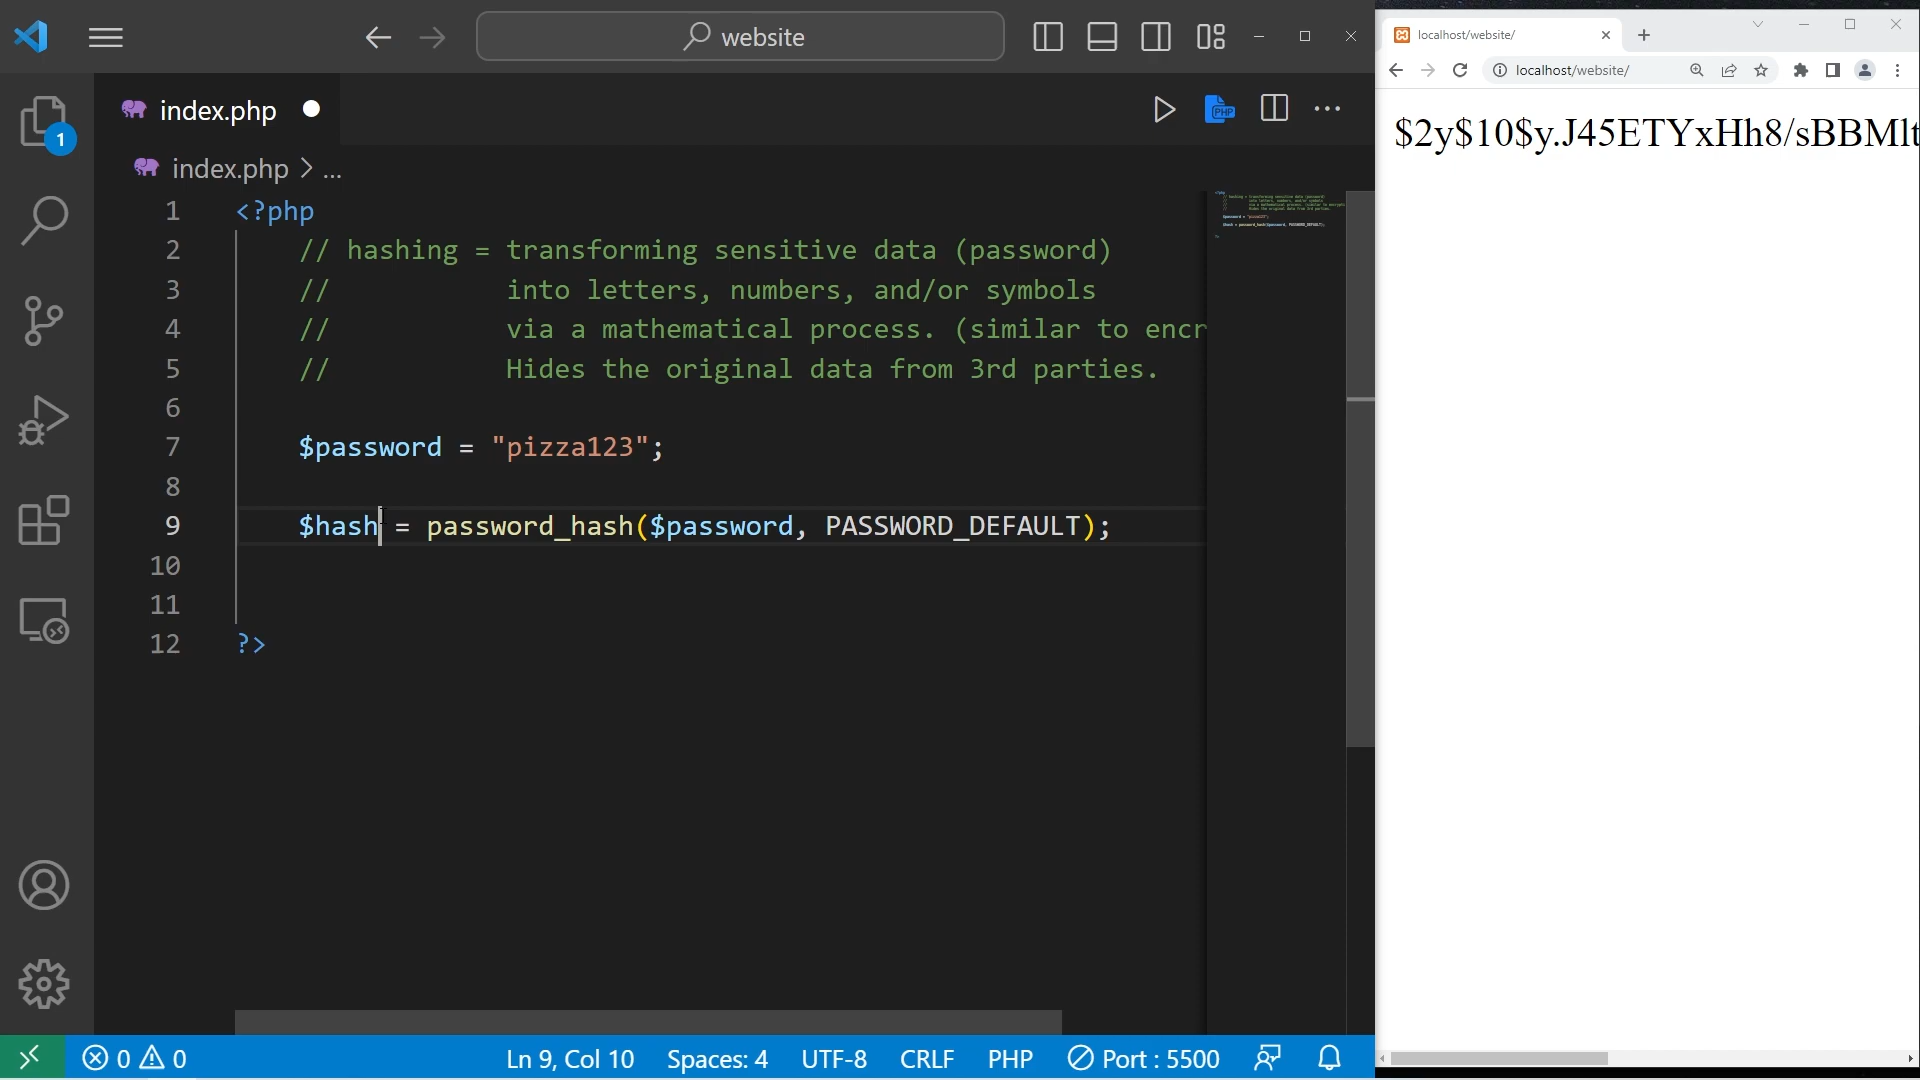 website
index.php
index.php > ...
1 <?php
2 // hashing = transforming sensitive data (password)
3 // into letters, numbers, and/or symbols
4 // via a mathematical process. (similar to encr
5 // Hides the original data from 3rd parties.
6
7 $password = "pizza123";
8
9 $hash = password_hash($password, PASSWORD_DEFAULT);
10
11
12 ?>
1
PHP
0 0 Ln 9, Col 10 Spaces: 4 UTF-8 CRLF PHP Port : 5500
localhost/website/
localhost/website/
$2y$10$y.J45ETYxHh8/sBBMlt